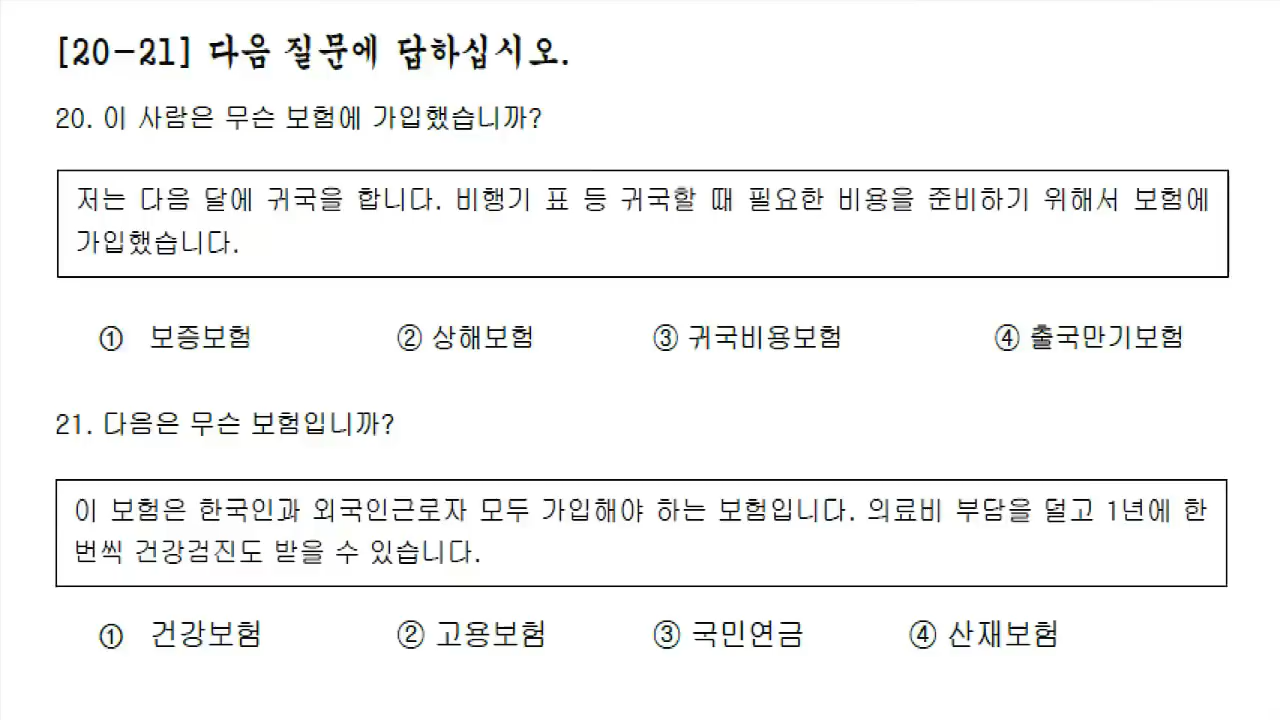 [20-21] 다음 질문에 답하십시오.
20. 이 사람은 무슨 보험에 가입했습니까?
저는 다음 달에 귀국을 합니다. 비행기 표 등 귀국할 때 필요한 비용을 준비하기 위해서 보험에
가입했습니다.
① 보증보험 ② 상해보험 ③ 귀국비용보험 ④ 출국만기보험
21. 다음은 무슨 보험입니까?
이 보험은 한국인과 외국인근로자 모두 가입해야 하는 보험입니다. 의료비 부담을 덜고 1년에 한
번씩 건강검진도 받을 수 있습니다.
① 건강보험 ② 고용보험 ③ 국민연금 ④ 산재보험